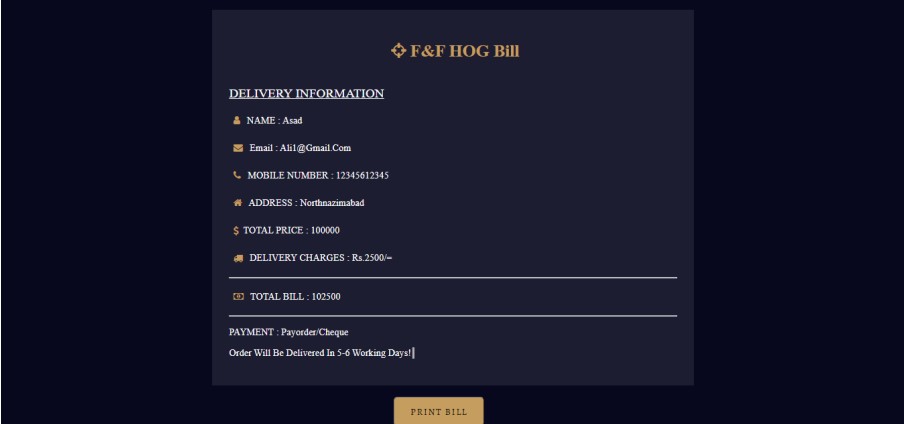 F&F HOG Bill
DELIVERY INFORMATION
NAME : Asad
Email : Ali1@Gmail.Com
MOBILE NUMBER : 12345612345
ADDRESS : Northnazimabad
TOTAL PRICE : 100000
DELIVERY CHARGES : Rs.2500/=
TOTAL BILL : 102500
PAYMENT : Payorder/Cheque
Order Will Be Delivered In 5-6 Working Days!
PRINT BILL